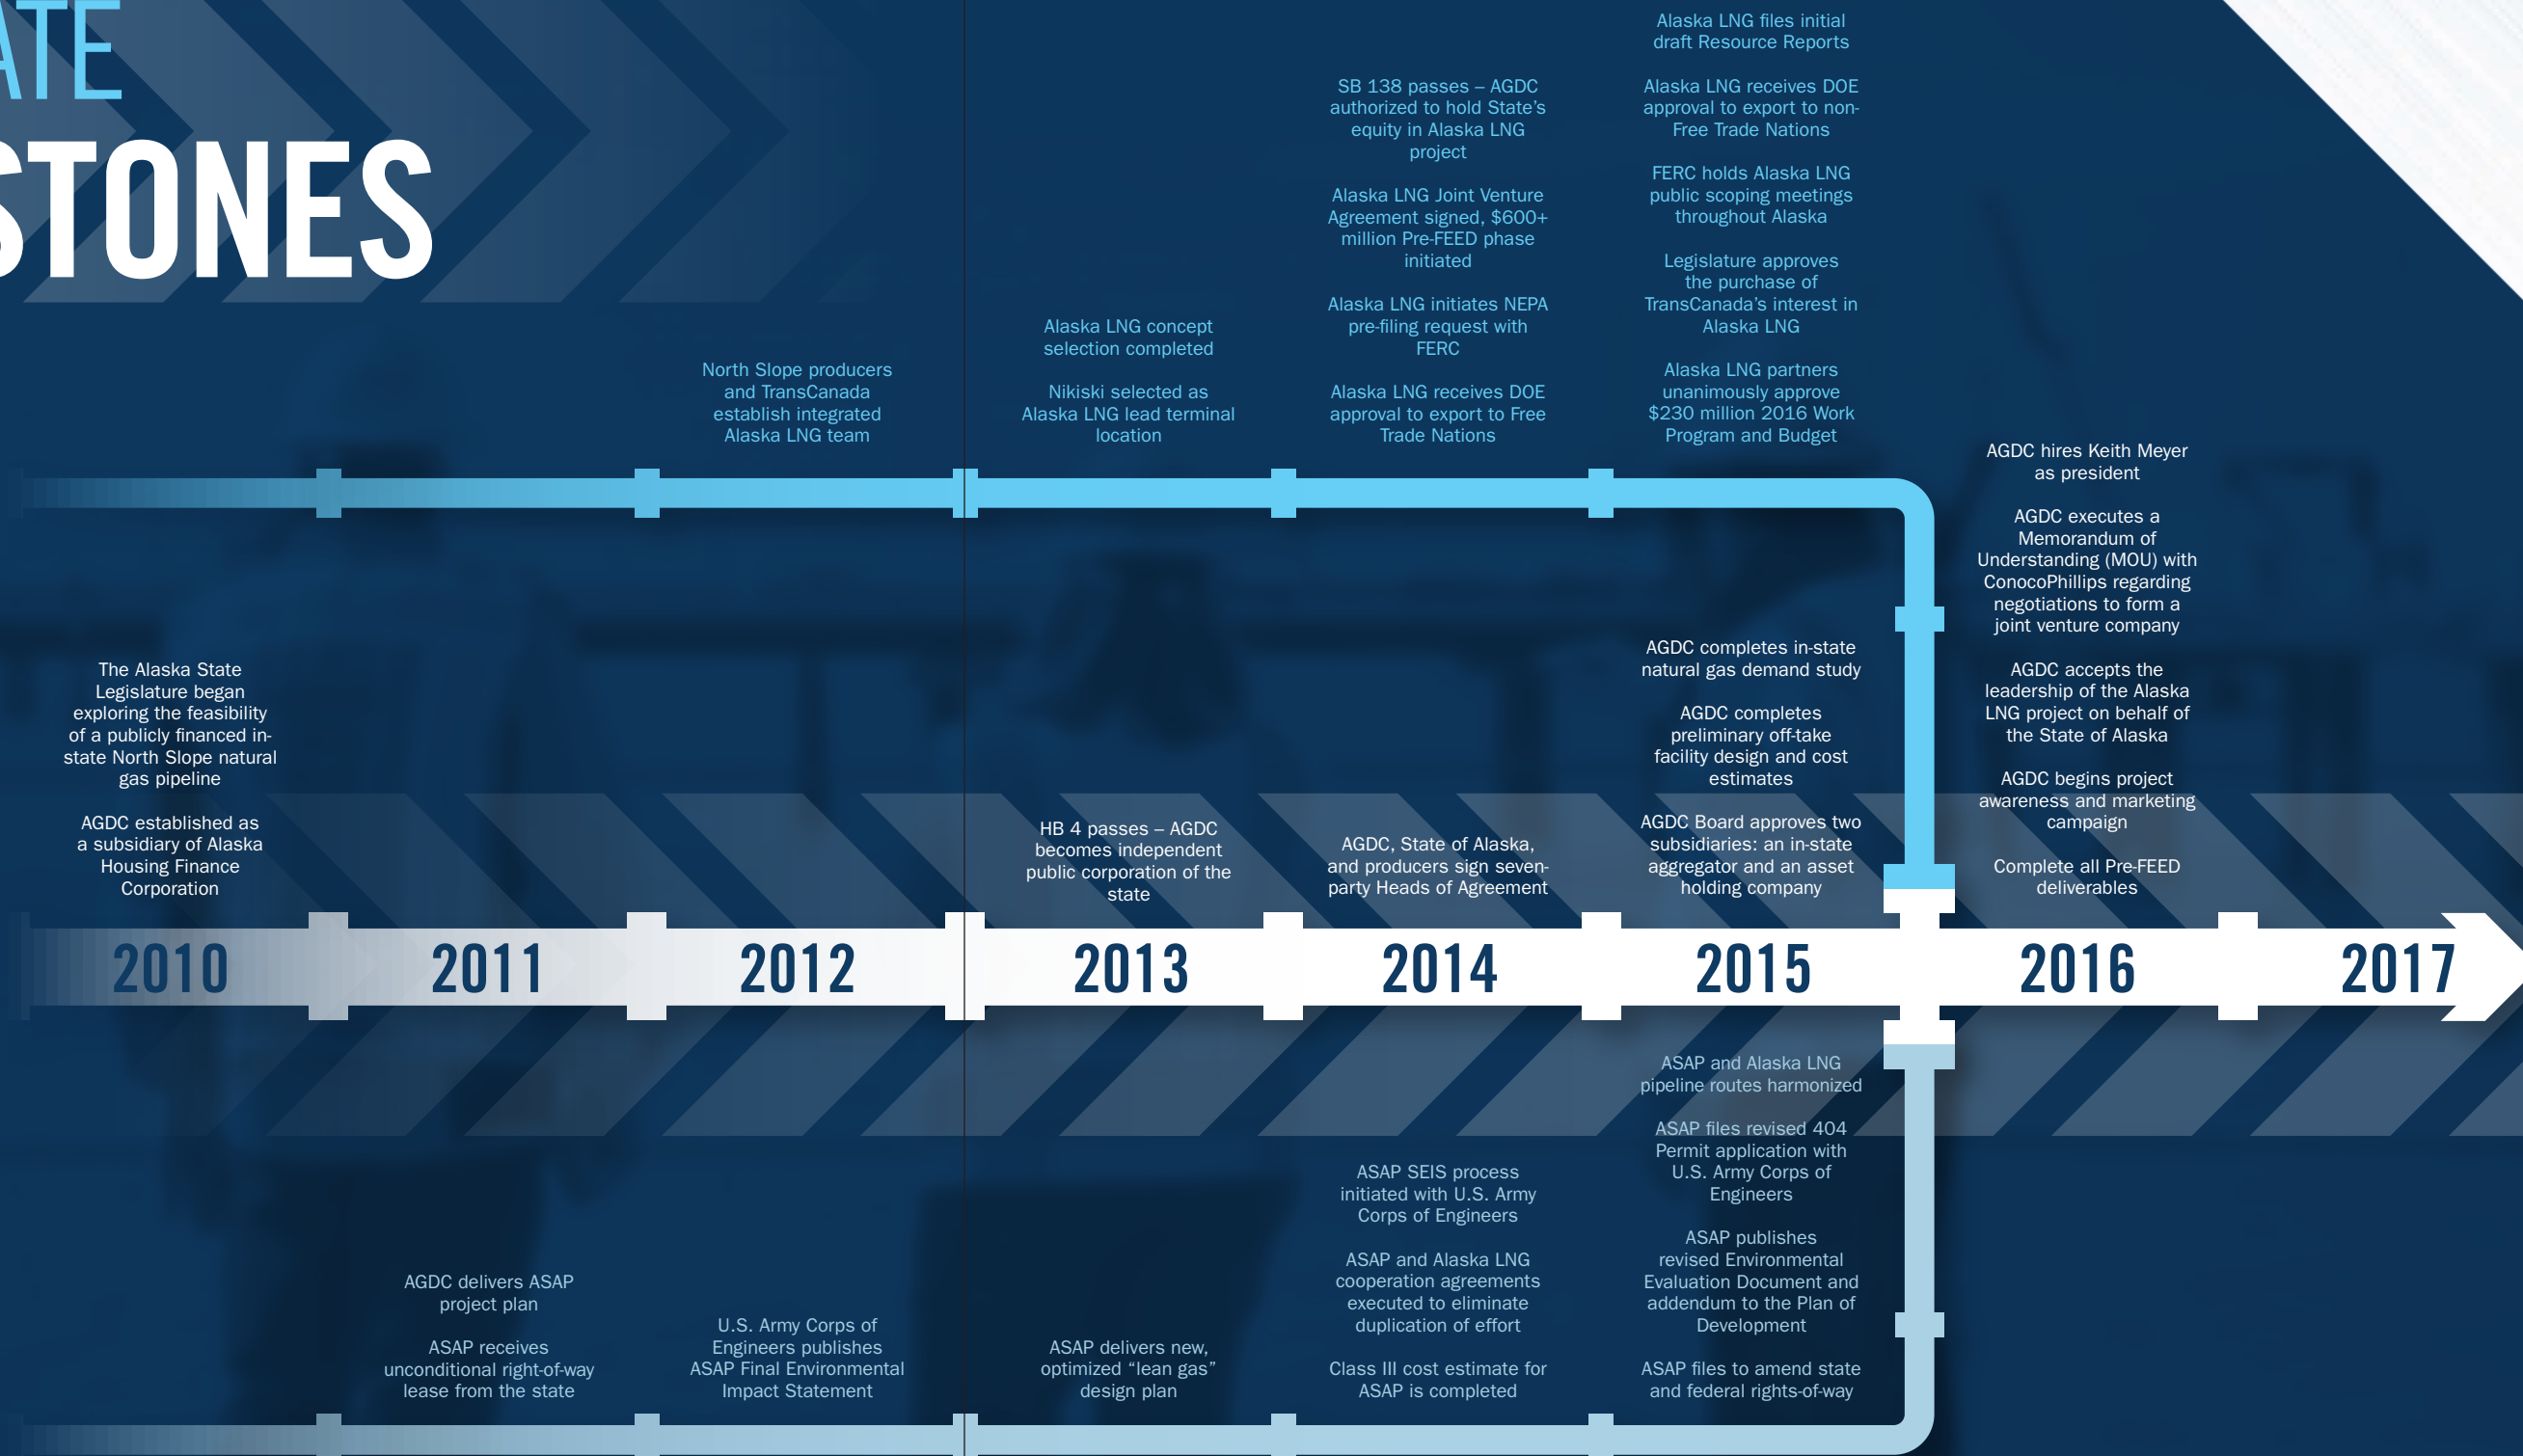 ATE
STONES
North Slope producers
and TransCanada
establish integrated
Alaska LNG team
Alaska LNG concept
selection completed
Nikiski selected as
Alaska LNG lead terminal
location
SB 138 passes – AGDC
authorized to hold State’s
equity in Alaska LNG
project
Alaska LNG Joint Venture
Agreement signed, $600+
million Pre-FEED phase
initiated
Alaska LNG initiates NEPA
pre-filing request with
FERC
Alaska LNG receives DOE
approval to export to Free
Trade Nations
Alaska LNG files initial
draft Resource Reports
Alaska LNG receives DOE
approval to export to non-
Free Trade Nations
FERC holds Alaska LNG
public scoping meetings
throughout Alaska
Legislature approves
the purchase of
TransCanada’s interest in
Alaska LNG
Alaska LNG partners
unanimously approve
$230 million 2016 Work
Program and Budget
The Alaska State
Legislature began
exploring the feasibility
of a publicly financed in-
state North Slope natural
gas pipeline
AGDC established as
a subsidiary of Alaska
Housing Finance
Corporation
HB 4 passes – AGDC
becomes independent
public corporation of the
state
AGDC, State of Alaska,
and producers sign seven-
party Heads of Agreement
AGDC completes in-state
natural gas demand study
AGDC completes
preliminary off-take
facility design and cost
estimates
AGDC Board approves two
subsidiaries: an in-state
aggregator and an asset
holding company
AGDC hires Keith Meyer
as president
AGDC executes a
Memorandum of
Understanding (MOU) with
ConocoPhillips regarding
negotiations to form a
joint venture company
AGDC accepts the
leadership of the Alaska
LNG project on behalf of
the State of Alaska
AGDC begins project
awareness and marketing
campaign
Complete all Pre-FEED
deliverables
2010
2011
2012
2013
2014
2015
2016
2017
AGDC delivers ASAP
project plan
ASAP receives
unconditional right-of-way
lease from the state
U.S. Army Corps of
Engineers publishes
ASAP Final Environmental
Impact Statement
ASAP delivers new,
optimized “lean gas”
design plan
ASAP SEIS process
initiated with U.S. Army
Corps of Engineers
ASAP and Alaska LNG
cooperation agreements
executed to eliminate
duplication of effort
Class III cost estimate for
ASAP is completed
ASAP and Alaska LNG
pipeline routes harmonized
ASAP files revised 404
Permit application with
U.S. Army Corps of
Engineers
ASAP publishes
revised Environmental
Evaluation Document and
addendum to the Plan of
Development
ASAP files to amend state
and federal rights-of-way